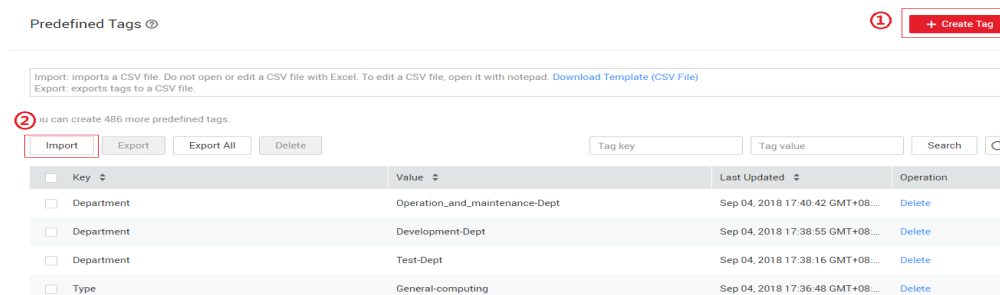 Predefined Tags ?
① + Create Tag
Import: imports a CSV file. Do not open or edit a CSV file with Excel. To edit a CSV file, open it with notepad. Download Template (CSV File)
Export: exports tags to a CSV file.
② ou can create 486 more predefined tags.
Import Export Export All Delete Tag key Tag value Search
Key Value Last Updated Operation
Department Operation_and_maintenance-Dept Sep 04, 2018 17:40:42 GMT+08:... Delete
Department Development-Dept Sep 04, 2018 17:38:55 GMT+08:... Delete
Department Test-Dept Sep 04, 2018 17:38:16 GMT+08:... Delete
Type General-computing Sep 04, 2018 17:36:48 GMT+08:... Delete